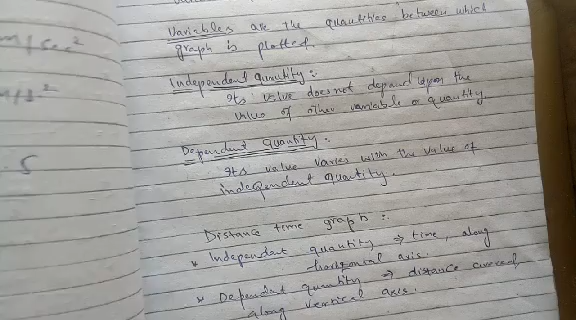 m/sec²
m/s²
. s
Variables are the quantities between which
graph is plotted.
Independent quantity :-
Its value does not depend upon the
value of other variable or quantity
Dependent quantity :-
Its value varies with the value of
independent quantity.
Distance time graph :-
* Independent quantity ⇒ time, along
horizontal axis.
* Dependent quantity ⇒ distance covered
along vertical axis.